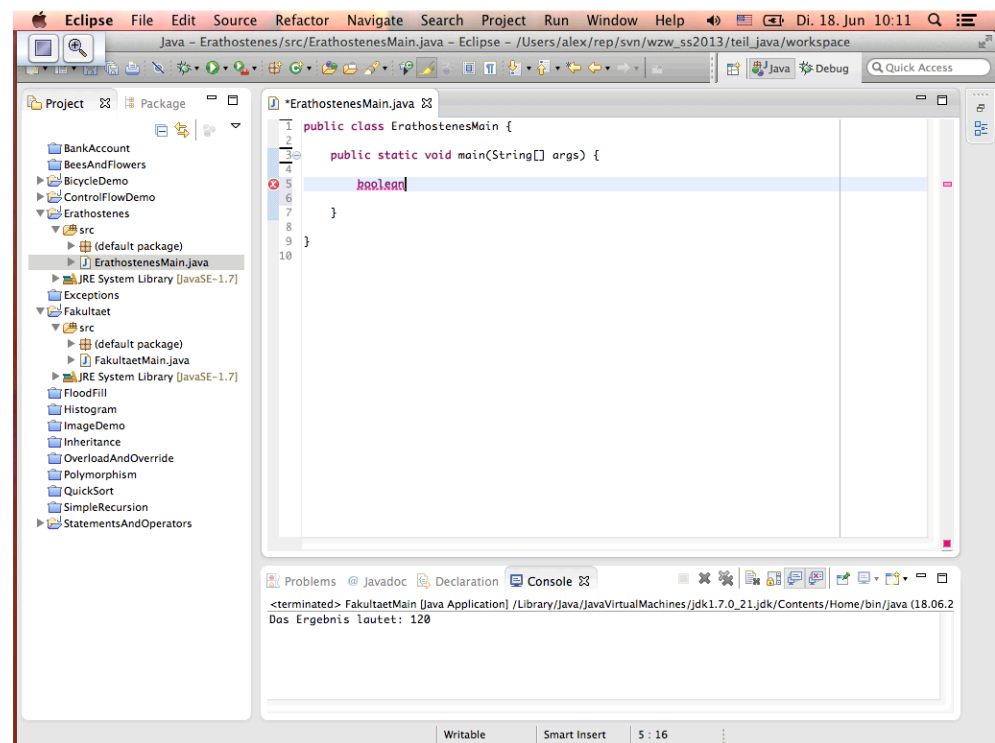 Eclipse File Edit Source Refactor Navigate Search Project Run Window Help Di. 18. Jun 10:11
Java – Erathostenes/src/ErathostenesMain.java – Eclipse – /Users/alex/rep/svn/wzw_ss2013/teil_java/workspace
Java Debug Quick Access
Project Package
BankAccount
BeesAndFlowers
BicycleDemo
ControlFlowDemo
Erathostenes
src
(default package)
ErathostenesMain.java
JRE System Library [JavaSE-1.7]
Exceptions
Fakultaet
src
(default package)
FakultaetMain.java
JRE System Library [JavaSE-1.7]
FloodFill
Histogram
ImageDemo
Inheritance
OverloadAndOverride
Polymorphism
QuickSort
SimpleRecursion
StatementsAndOperators
*ErathostenesMain.java
1 public class ErathostenesMain {
2
3 public static void main(String[] args) {
4
5 boolean
6
7 }
8
9 }
10
Problems @ Javadoc Declaration Console
<terminated> FakultaetMain [Java Application] /Library/Java/JavaVirtualMachines/jdk1.7.0_21.jdk/Contents/Home/bin/java (18.06.2
Das Ergebnis lautet: 120
Writable Smart Insert 5 : 16